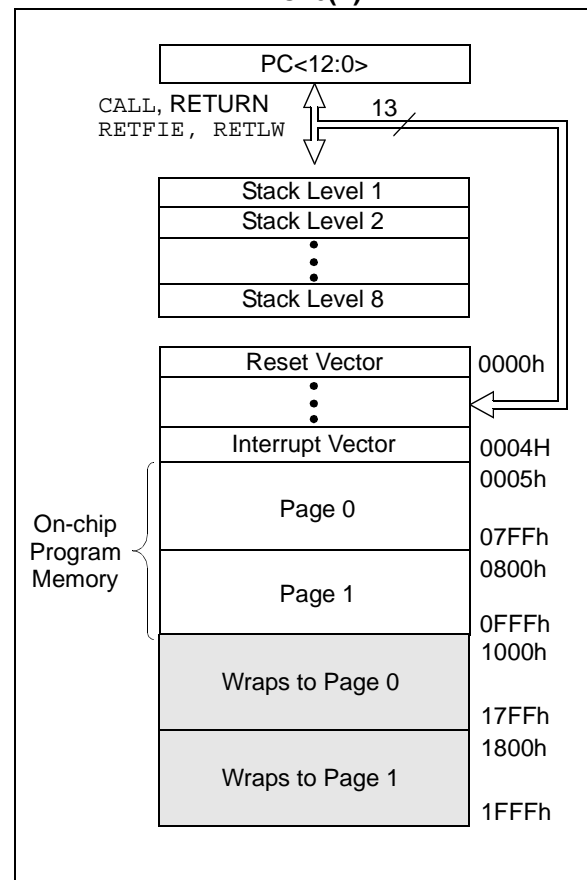 PC<12:0>
CALL, RETURN
RETFIE, RETLW
13
Stack Level 1
Stack Level 2
Stack Level 8
Reset Vector
0000h
Interrupt Vector
0004H
0005h
On-chip
Program
Memory
Page 0
07FFh
0800h
Page 1
0FFFh
1000h
Wraps to Page 0
17FFh
1800h
Wraps to Page 1
1FFFh